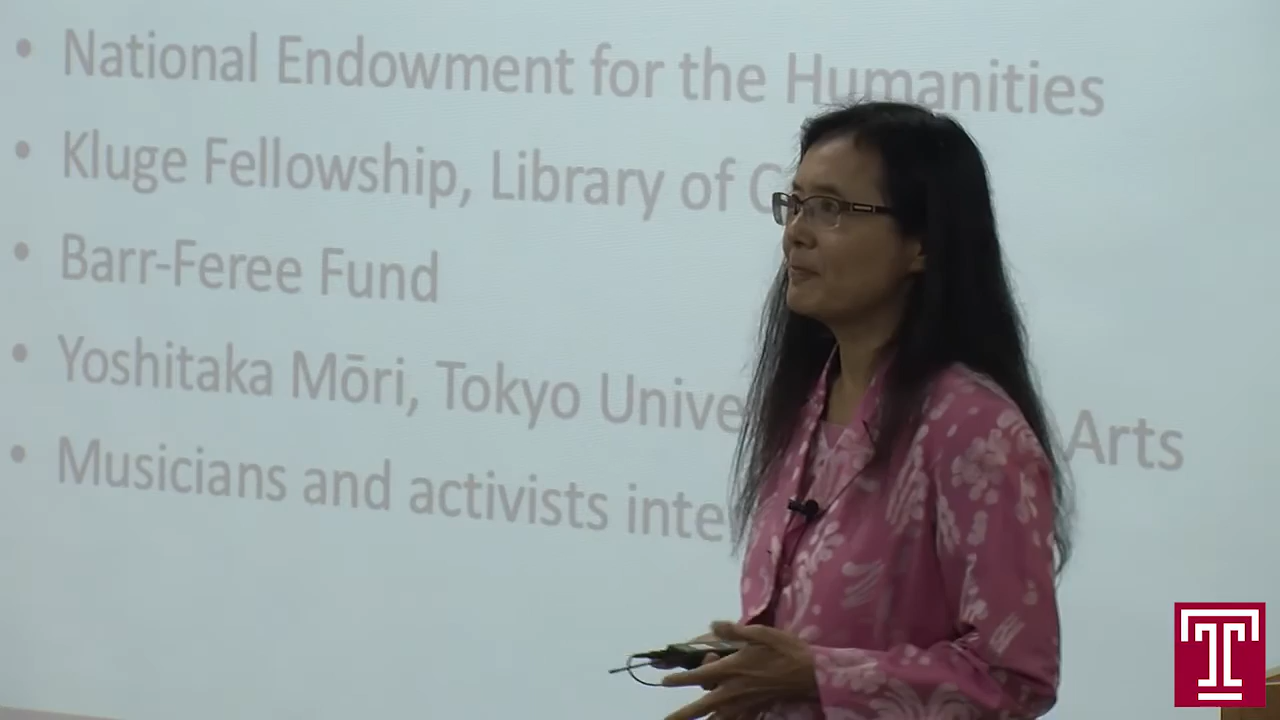 • National Endowment for the Humanities
• Kluge Fellowship, Library of C
• Barr-Feree Fund
• Yoshitaka Mōri, Tokyo Unive Arts
• Musicians and activists inte
T